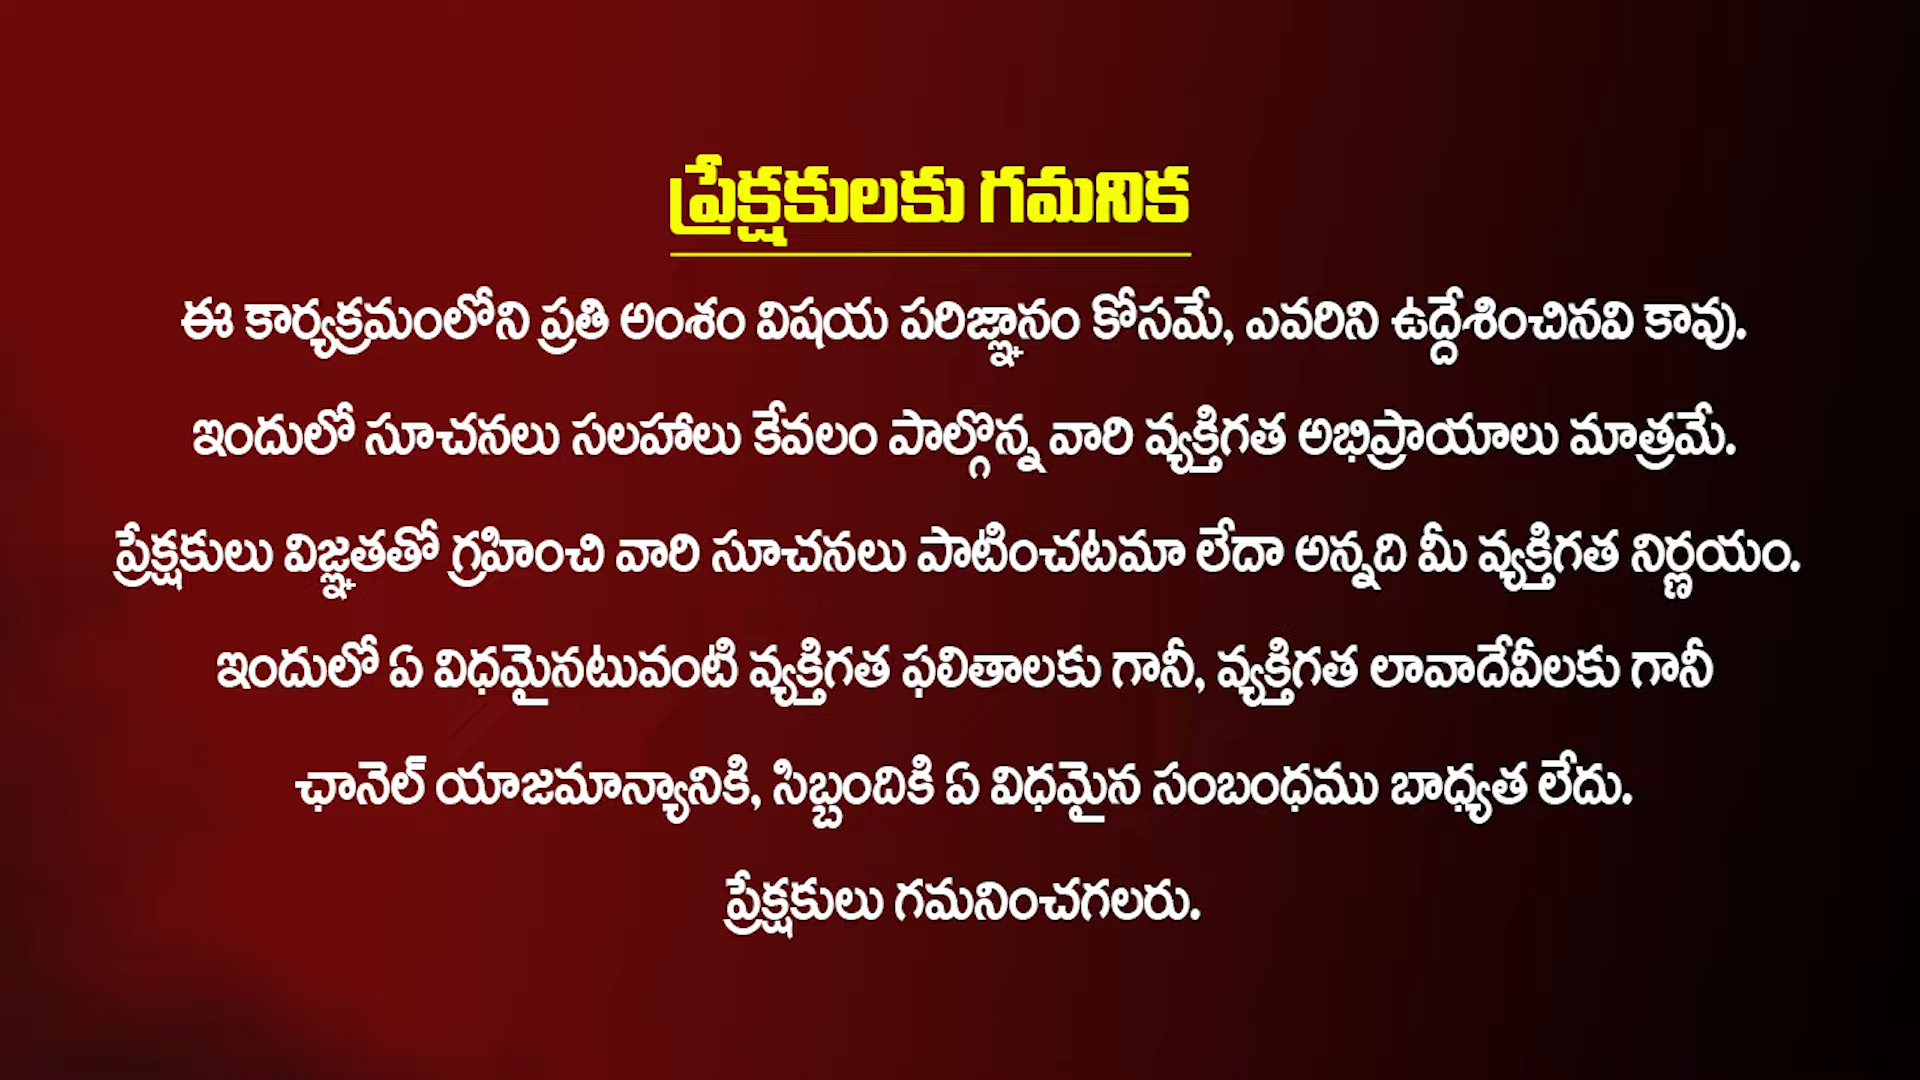 ప్రేక్షకులకు గమనిక
ఈ కార్యక్రమంలోని ప్రతి అంశం విషయ పరిజ్ఞానం కోసమే, ఎవరిని ఉద్దేశించినవి కావు.
ఇందులో సూచనలు సలహాలు కేవలం పాల్గొన్న వారి వ్యక్తిగత అభిప్రాయాలు మాత్రమే.
ప్రేక్షకులు విజ్ఞతతో గ్రహించి వారి సూచనలు పాటించటమా లేదా అన్నది మీ వ్యక్తిగత నిర్ణయం.
ఇందులో ఏ విధమైనటువంటి వ్యక్తిగత ఫలితాలకు గానీ, వ్యక్తిగత లావాదేవీలకు గానీ
ఛానెల్ యాజమాన్యానికి, సిబ్బందికి ఏ విధమైన సంబంధము బాధ్యత లేదు.
ప్రేక్షకులు గమనించగలరు.